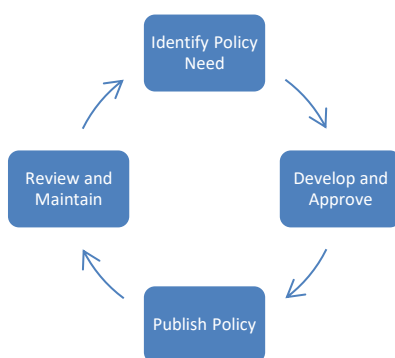 Identify Policy
Need
Develop and
Approve
Publish Policy
Review and
Maintain